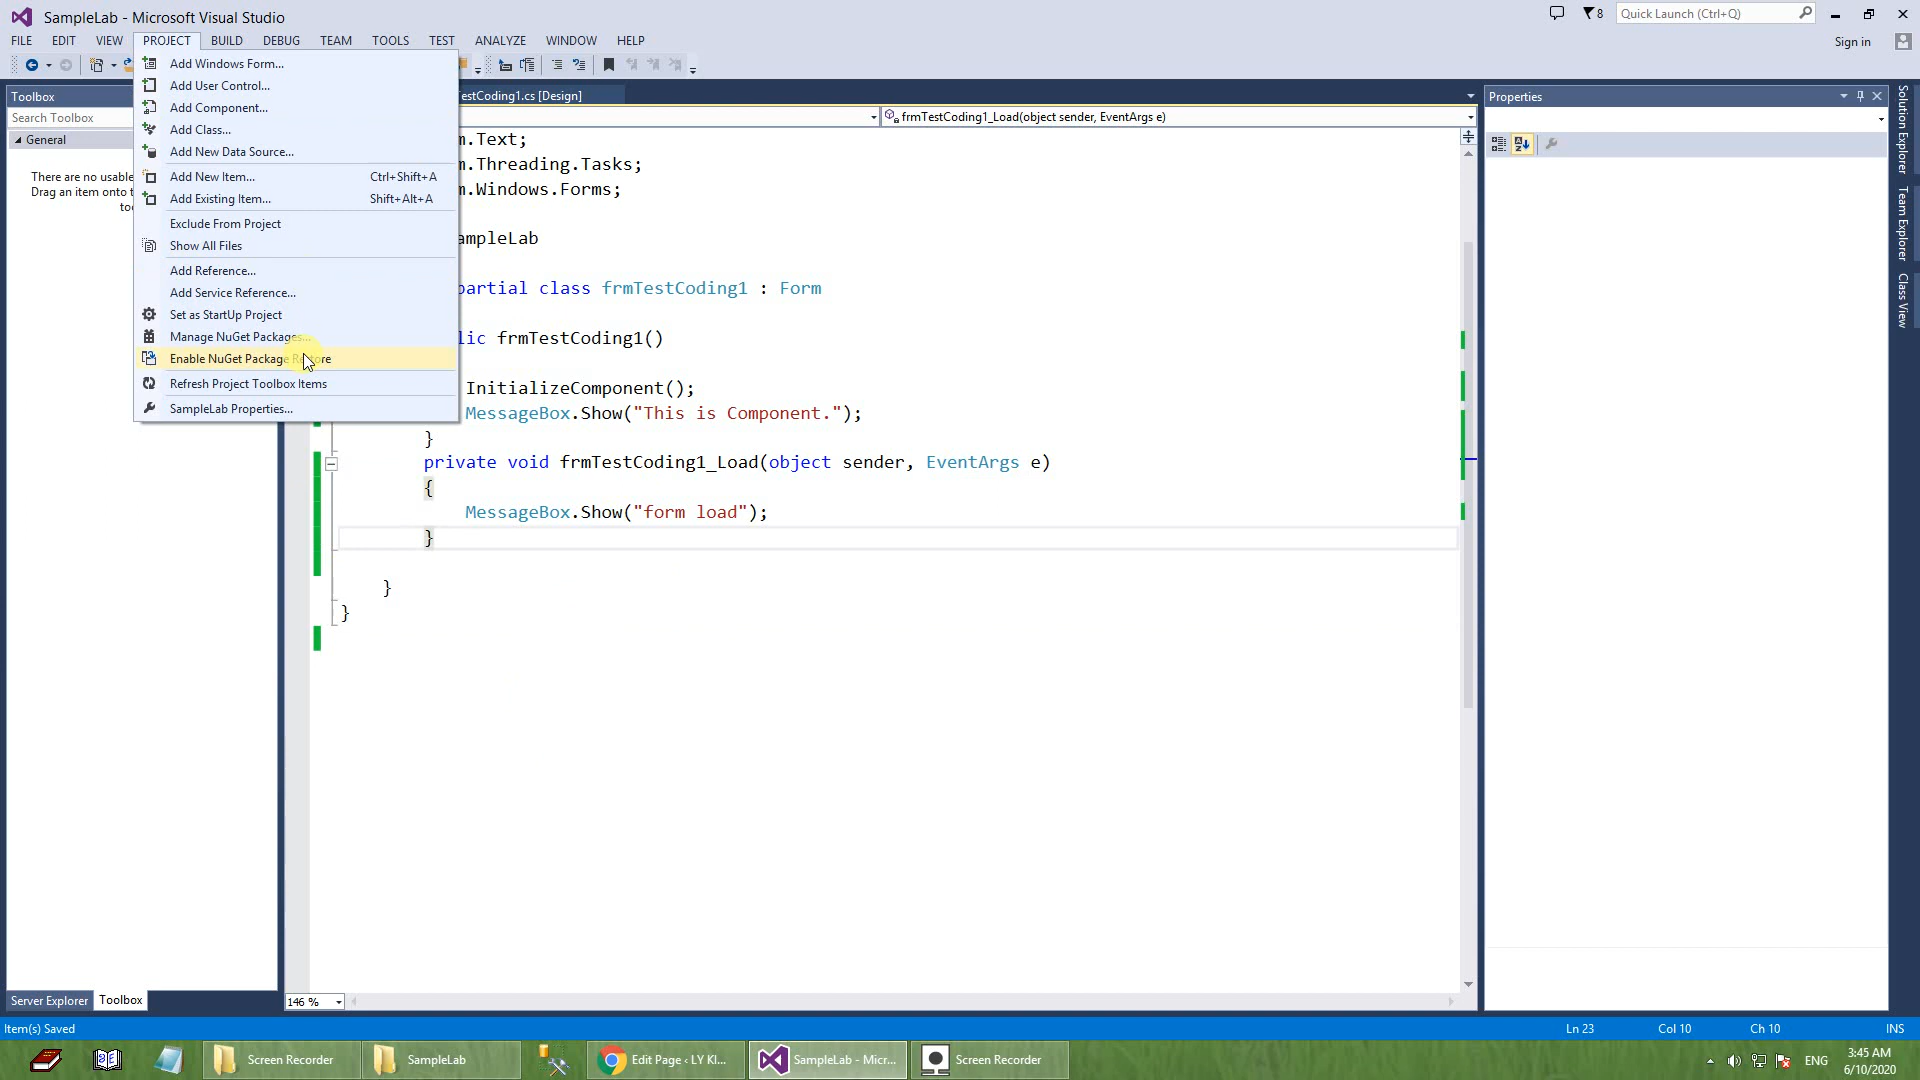 SampleLab - Microsoft Visual Studio
8
Quick Launch (Ctrl+Q)
FILE EDIT VIEW PROJECT BUILD DEBUG TEAM TOOLS TEST ANALYZE WINDOW HELP
Sign in
Add Windows Form...
Add User Control...
Add Component...
Add Class...
Add New Data Source...
Add New Item... Ctrl+Shift+A
Add Existing Item... Shift+Alt+A
Exclude From Project
Show All Files
Add Reference...
Add Service Reference...
Set as StartUp Project
Manage NuGet Packages...
Enable NuGet Package Restore
Refresh Project Toolbox Items
SampleLab Properties...
Toolbox
Search Toolbox
General
There are no usable
Drag an item onto t
to
estCoding1.cs [Design]
frmTestCoding1_Load(object sender, EventArgs e)
m.Text;
m.Threading.Tasks;
m.Windows.Forms;
ampleLab
partial class frmTestCoding1 : Form
lic frmTestCoding1()
InitializeComponent();
MessageBox.Show("This is Component.");
}
private void frmTestCoding1_Load(object sender, EventArgs e)
{
MessageBox.Show("form load");
}
}
}
146 %
Properties
Solution Explorer
Team Explorer
Class View
Server Explorer Toolbox
Item(s) Saved
Ln 23 Col 10 Ch 10 INS
Screen Recorder
SampleLab
Edit Page ‹ LY Kl...
SampleLab - Micr...
Screen Recorder
ENG
3:45 AM
6/10/2020